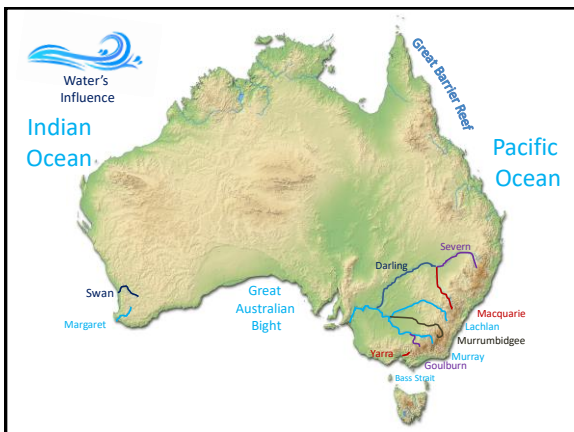 Water's
Influence
Indian
Ocean
Great Barrier Reef
Pacific
Ocean
Severn
Darling
Swan
Great
Australian
Bight
Margaret
Macquarie
Lachlan
Murrumbidgee
Yarra
Murray
Goulburn
Bass Strait